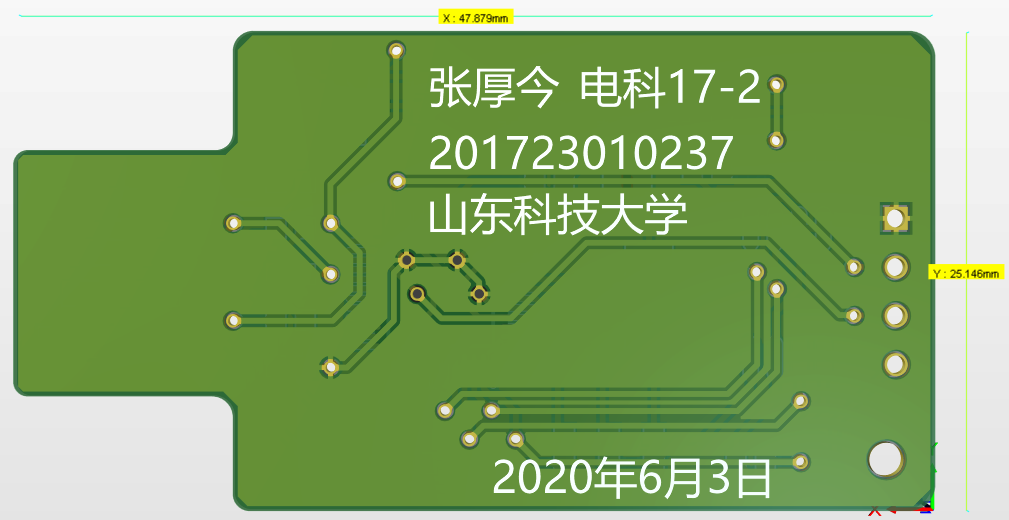 X : 47.879mm
张厚今 电科17-2
201723010237
山东科技大学
Y : 25.146mm
2020年6月3日
X